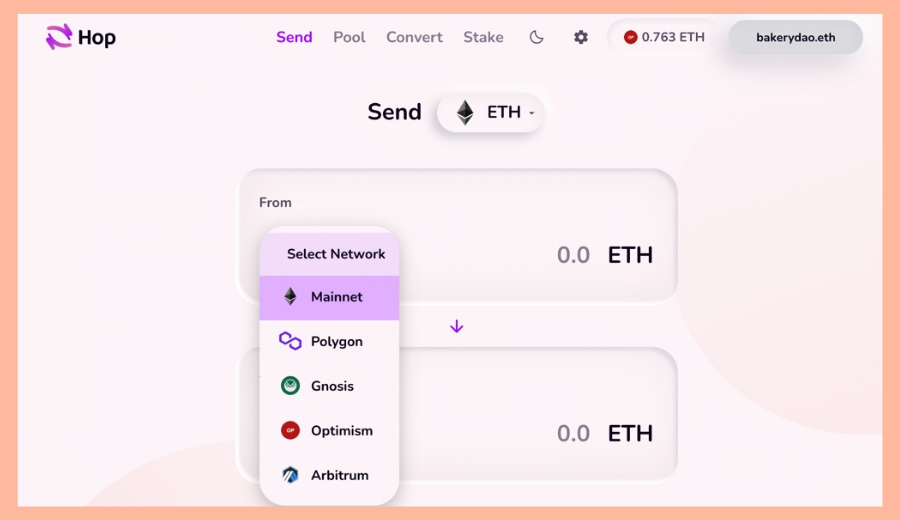 Hop
Send Pool Convert Stake OP 0.763 ETH bakerydao.eth
Send ETH
From
Select Network
0.0 ETH
Mainnet
Polygon
Gnosis
OP Optimism
0.0 ETH
Arbitrum